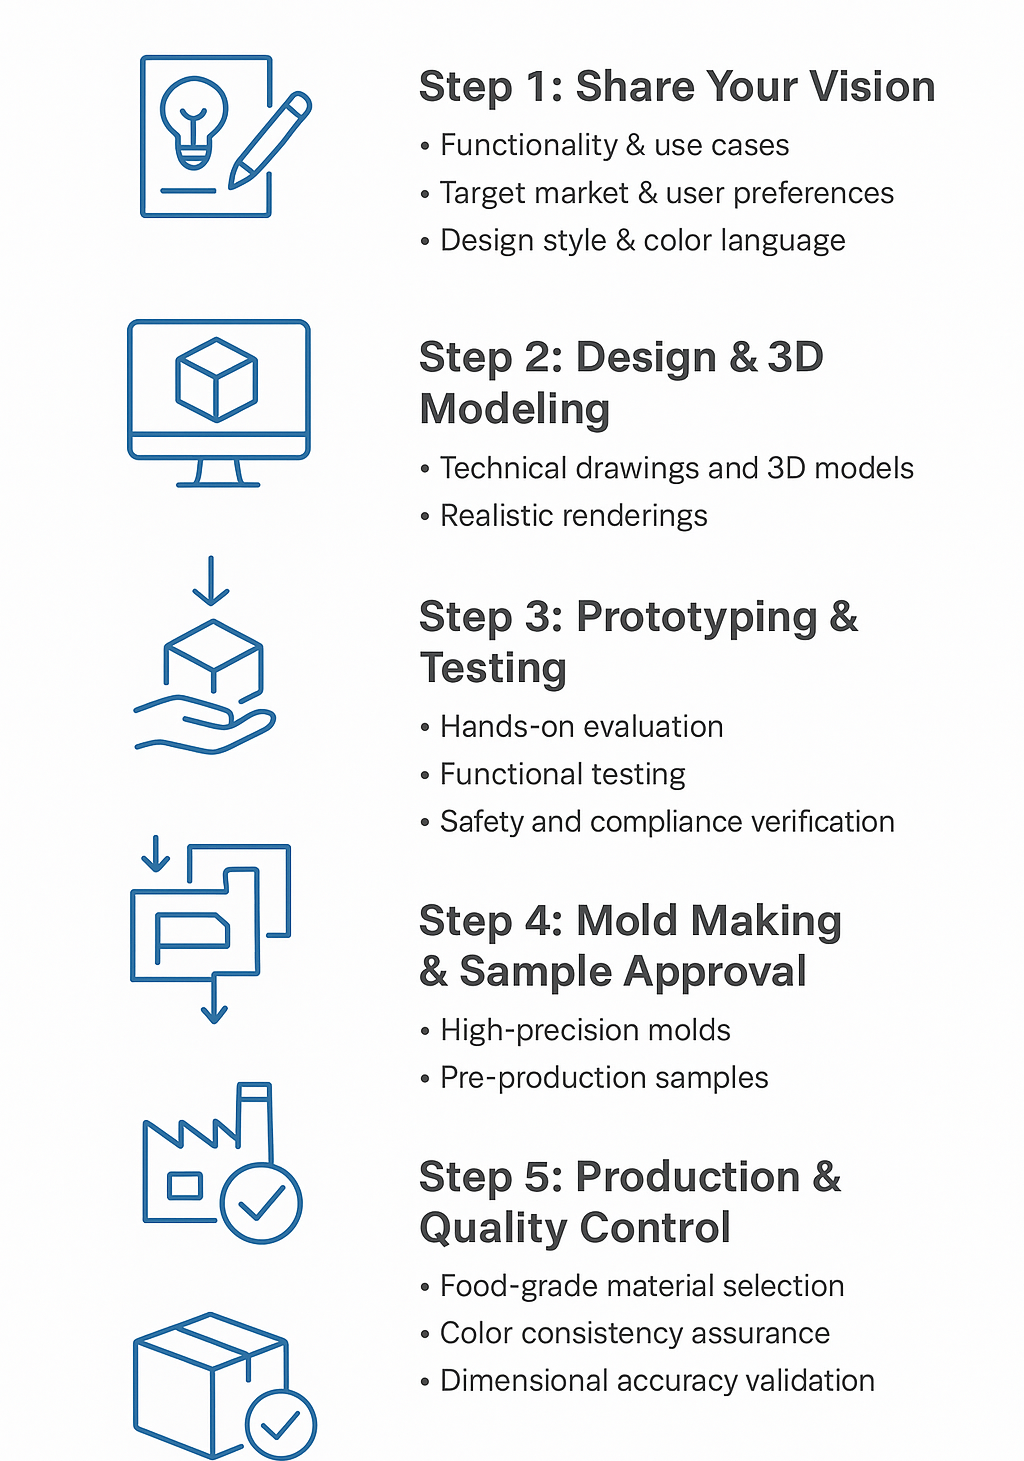 Step 1: Share Your Vision
• Functionality & use cases
• Target market & user preferences
• Design style & color language
Step 2: Design & 3D
Modeling
• Technical drawings and 3D models
• Realistic renderings
Step 3: Prototyping &
Testing
• Hands-on evaluation
• Functional testing
• Safety and compliance verification
Step 4: Mold Making
& Sample Approval
• High-precision molds
• Pre-production samples
Step 5: Production &
Quality Control
• Food-grade material selection
• Color consistency assurance
• Dimensional accuracy validation